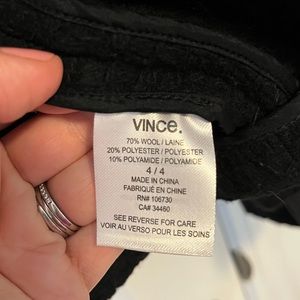 VINCE.
70% WOOL / LAINE
20% POLYESTER / POLYESTER
10% POLYAMIDE / POLYAMIDE
4 / 4
MADE IN CHINA
FABRIQUÉ EN CHINE
RN# 106730
CA# 34460
SEE REVERSE FOR CARE
VOIR AU VERSO POUR LES SOINS